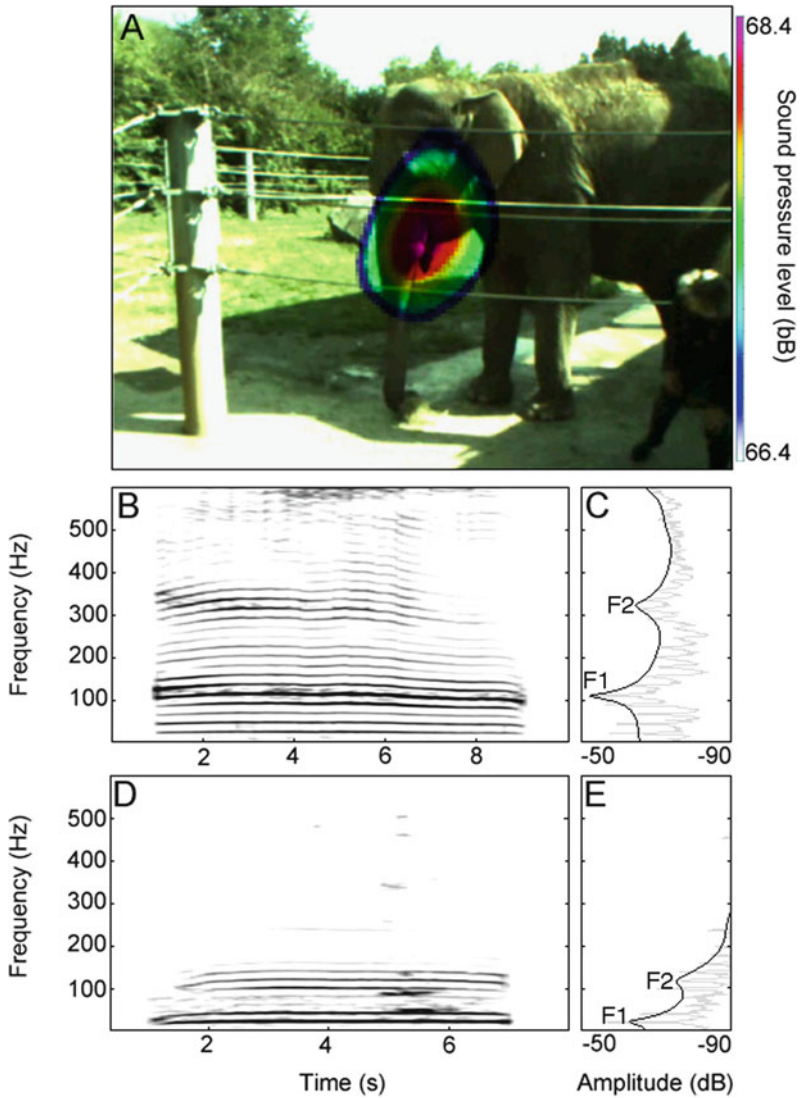 A
68.4
Sound pressure level (bB)
66.4
B
Frequency (Hz)
500
400
300
200
100
2
4
6
8
C
F2
F1
-50
-90
D
Frequency (Hz)
500
400
300
200
100
2
4
6
Time (s)
E
F2
F1
-50
-90
Amplitude (dB)